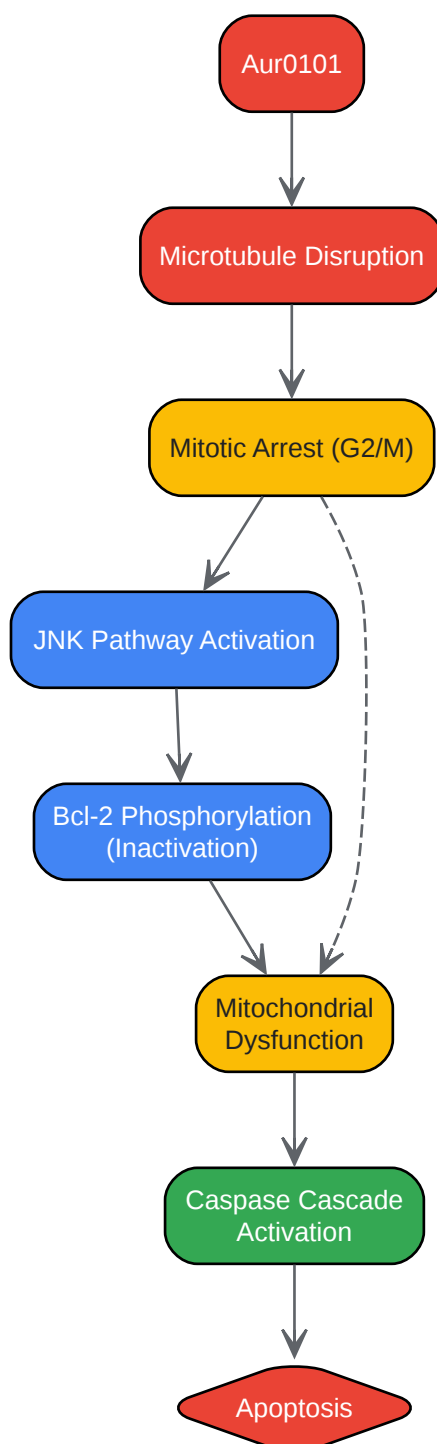 Aur0101
Microtubule Disruption
Mitotic Arrest (G2/M)
JNK Pathway Activation
Bcl-2 Phosphorylation
(Inactivation)
Mitochondrial
Dysfunction
Caspase Cascade
Activation
Apoptosis